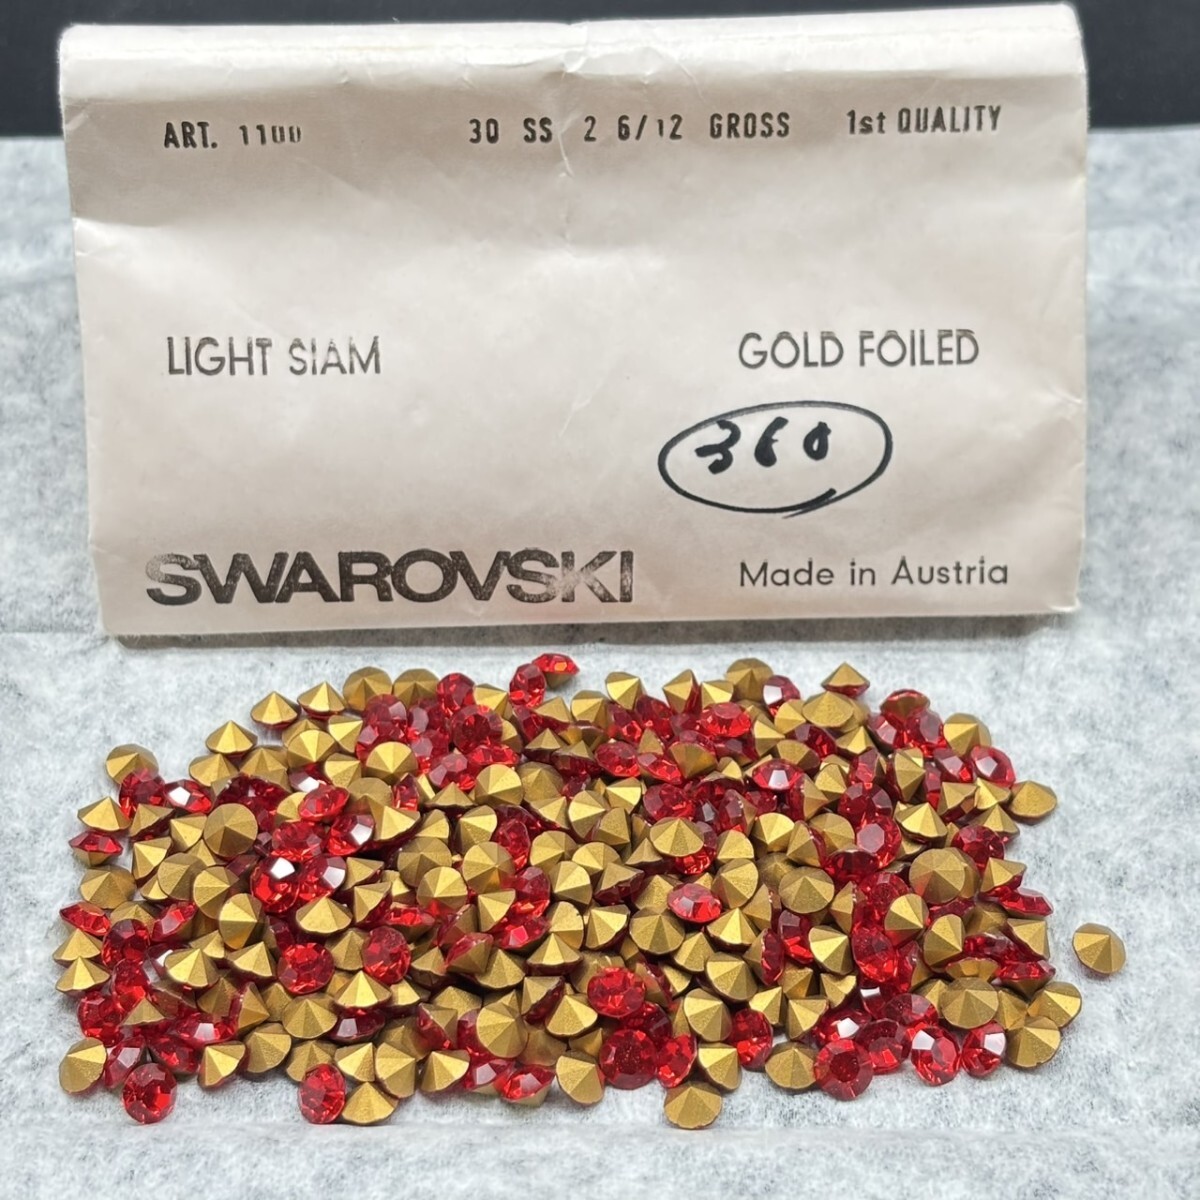 ART. 1100 30 SS 2 6/12 GROSS 1st QUALITY
LIGHT SIAM GOLD FOILED
360
SWAROVSKI Made in Austria